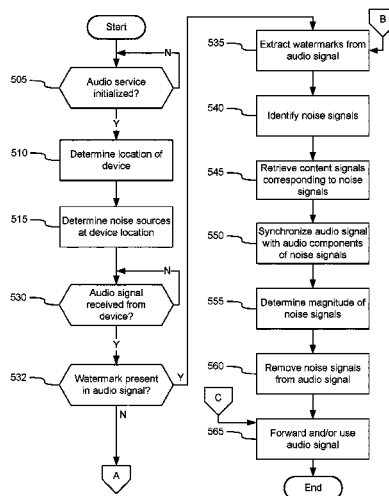 Start
N
505
Audio service
initialized?
Y
510
Determine location of
device
515
Determine noise sources
at device location
N
530
Audio signal
received from
device?
Y
532
Watermark present
in audio signal?
Y
N
A
B
535
Extract watermarks from
audio signal
540
Identify noise signals
545
Retrieve content signals
corresponding to noise
signals
550
Synchronize audio signal
with audio components
of noise signals
555
Determine magnitude of
noise signals
560
Remove noise signals
from audio signal
C
565
Forward and/or use
audio signal
End